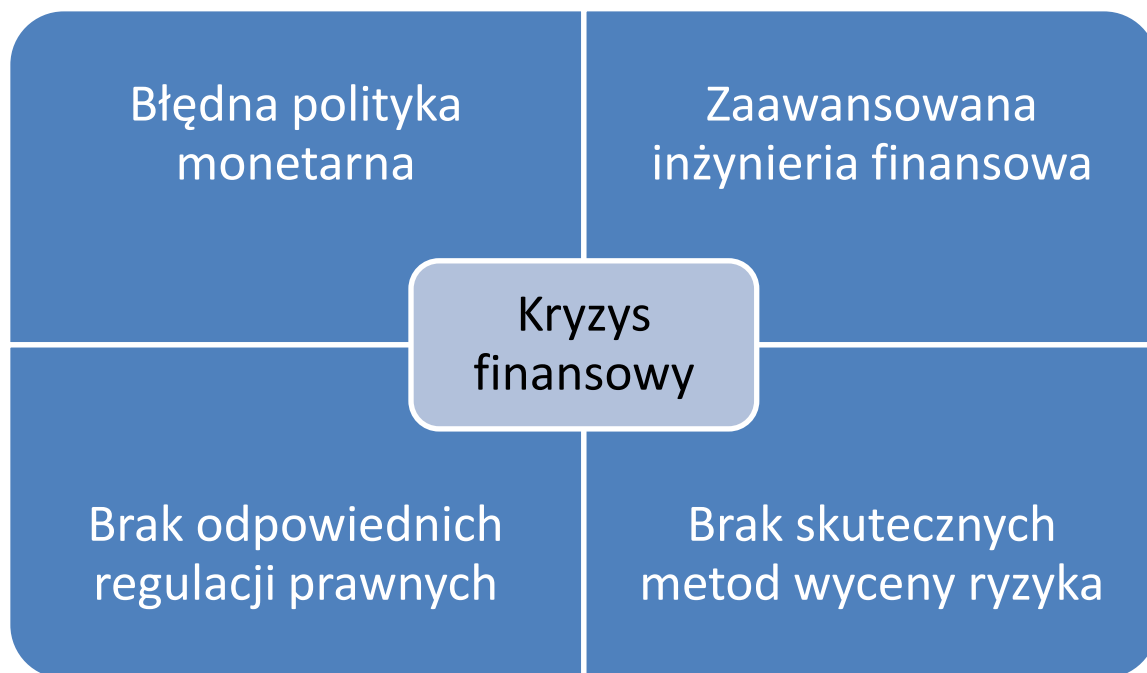 Błędna polityka
monetarna
Zaawansowana
inżynieria finansowa
Kryzys
finansowy
Brak odpowiednich
regulacji prawnych
Brak skutecznych
metod wyceny ryzyka